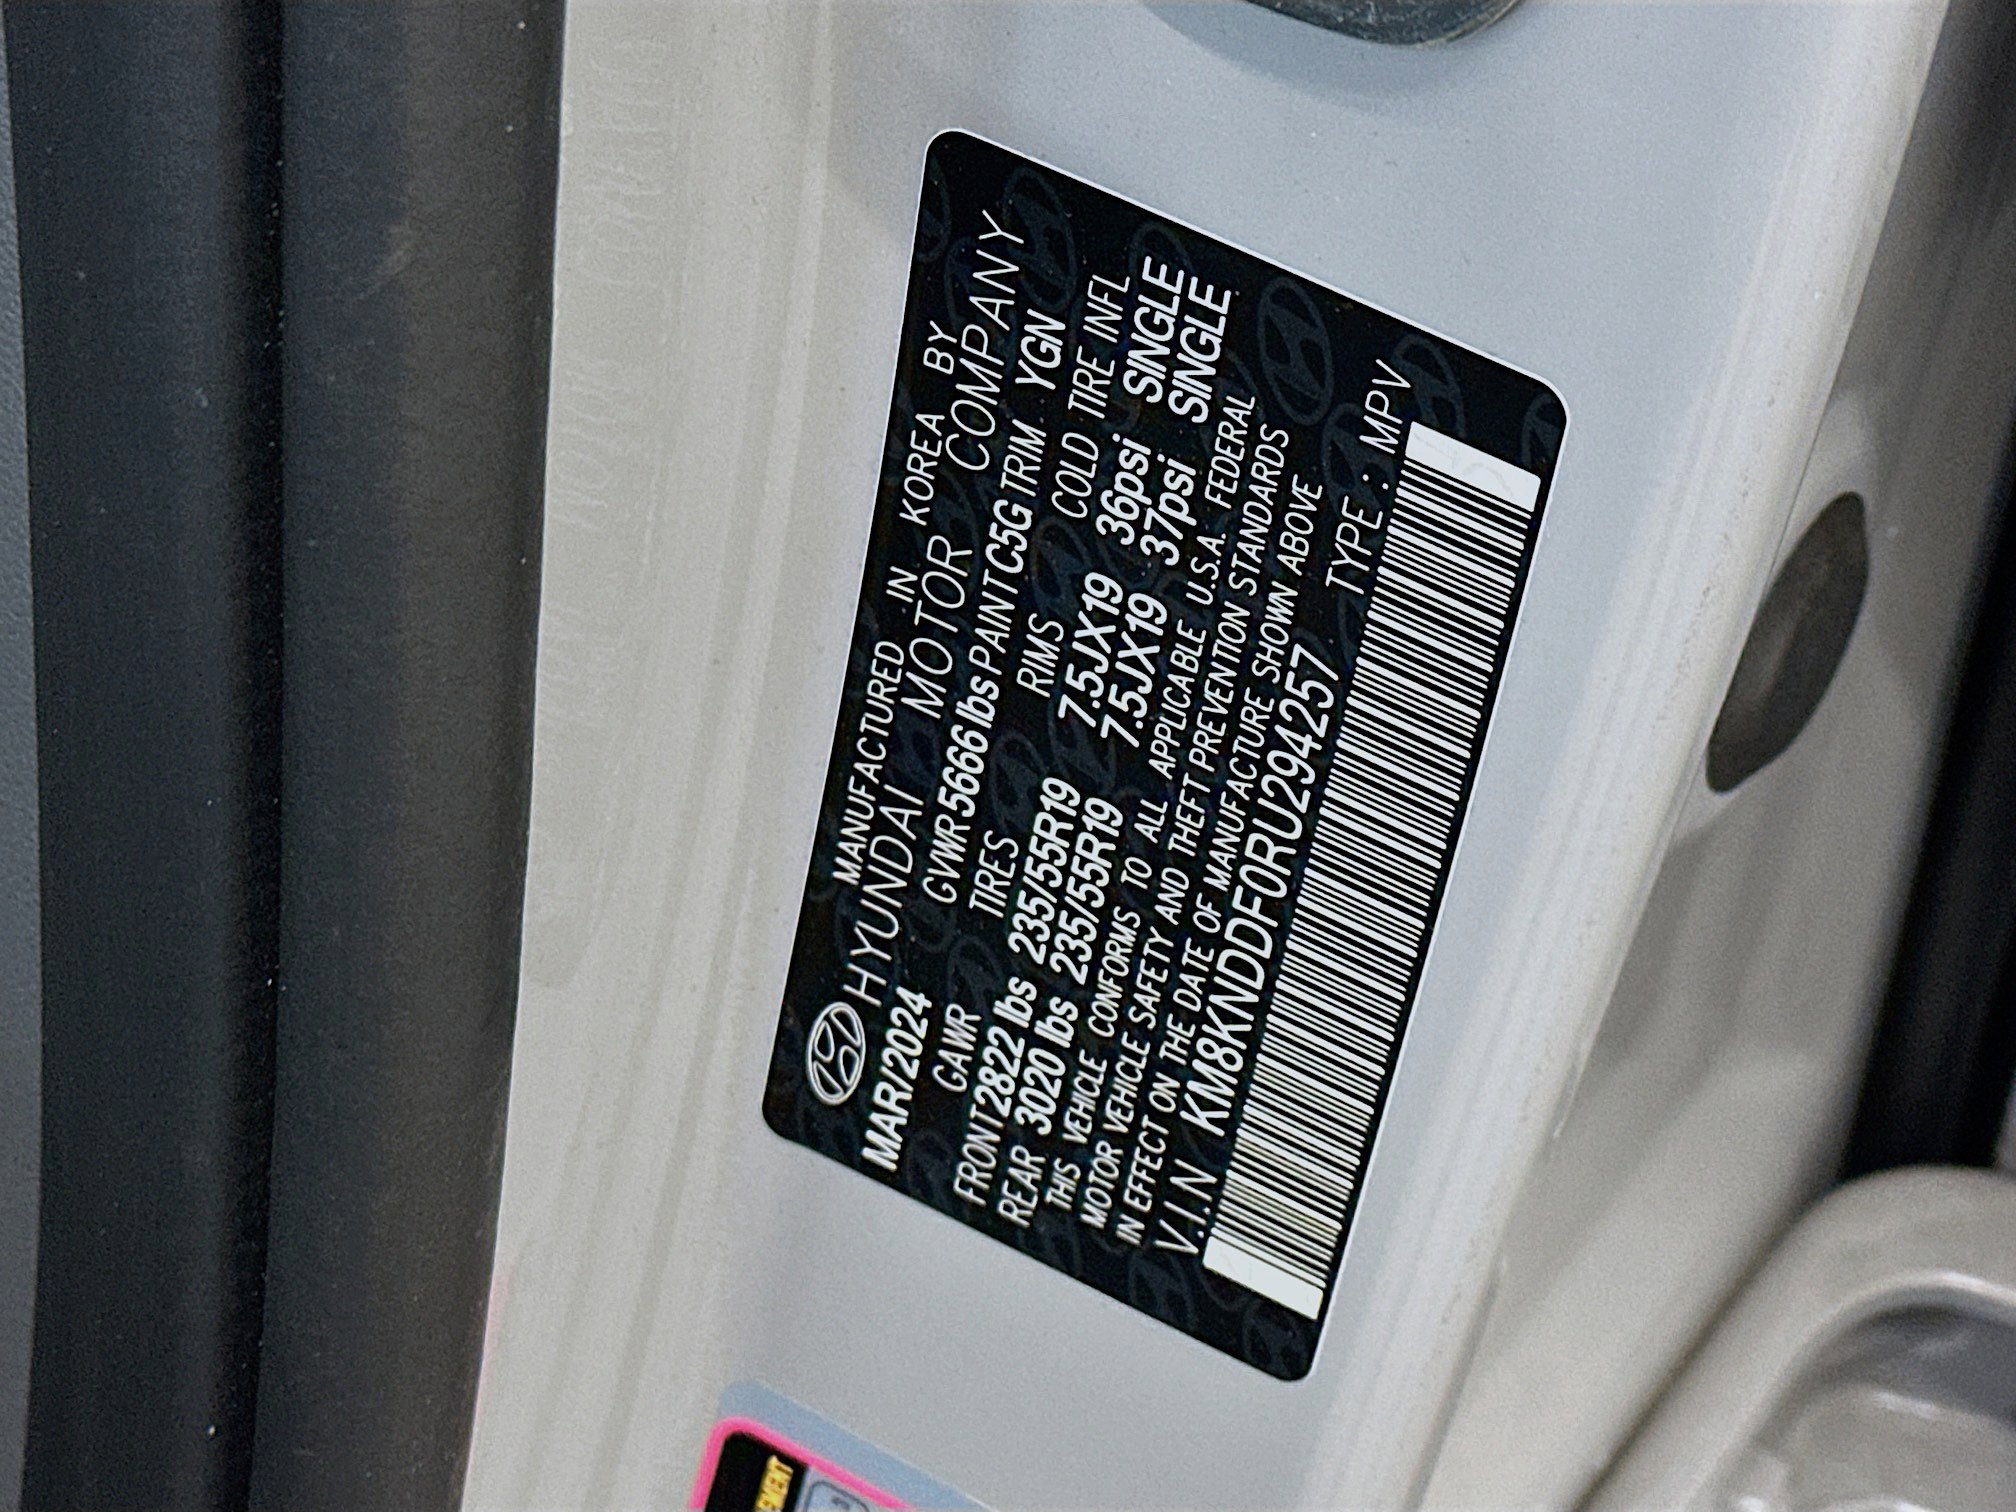 MANUFACTURED IN KOREA BY
HYUNDAI MOTOR COMPANY
MAR/2024 GVWR 5666 lbs PAINT C5G TRIM YGN
GAWR TIRES RIMS COLD TIRE INFL
FRONT 2822 lbs 235/55R19 7.5JX19 36psi SINGLE
REAR 3020 lbs 235/55R19 7.5JX19 37psi SINGLE
THIS VEHICLE CONFORMS TO ALL APPLICABLE U.S.A. FEDERAL
MOTOR VEHICLE SAFETY AND THEFT PREVENTION STANDARDS
IN EFFECT ON THE DATE OF MANUFACTURE SHOWN ABOVE
V.I.N KM8KNDDF0RU294257 TYPE : MPV